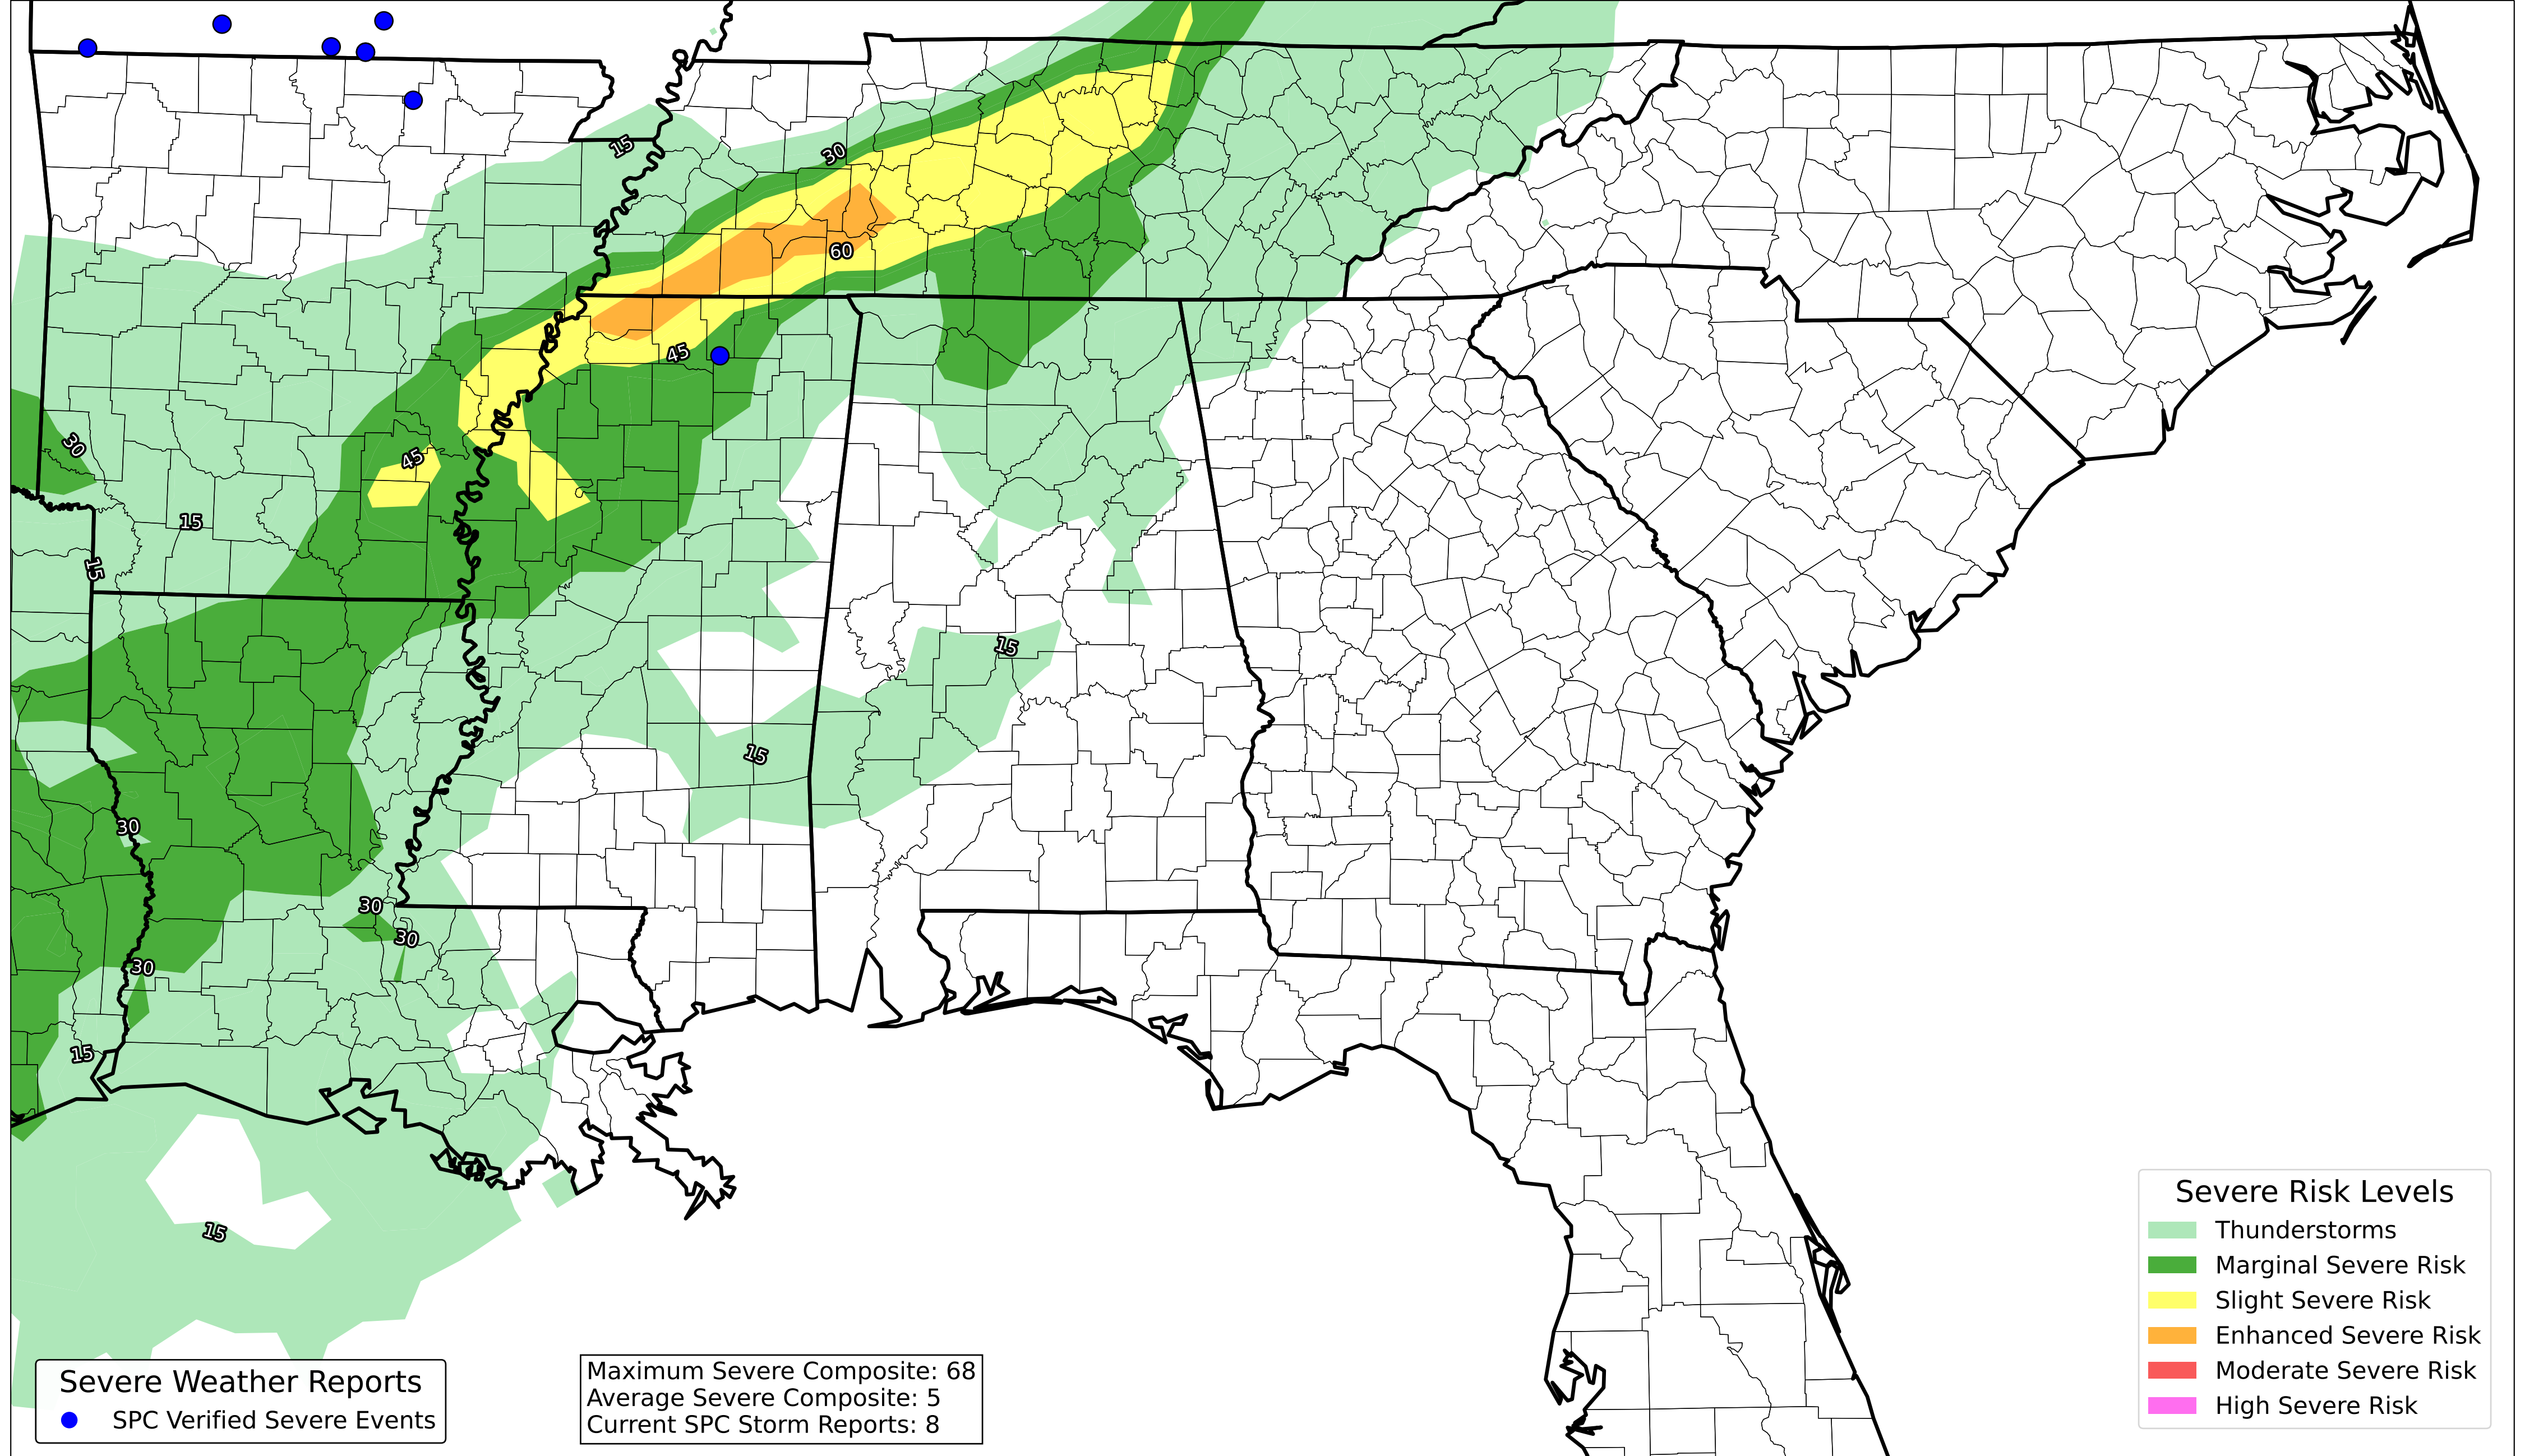 15
30
60
45
45
30
15
15
15
15
30
30
30
30
15
15
Severe Risk Levels
Thunderstorms
Marginal Severe Risk
Slight Severe Risk
Enhanced Severe Risk
Moderate Severe Risk
High Severe Risk
Severe Weather Reports
SPC Verified Severe Events
Maximum Severe Composite: 68
Average Severe Composite: 5
Current SPC Storm Reports: 8